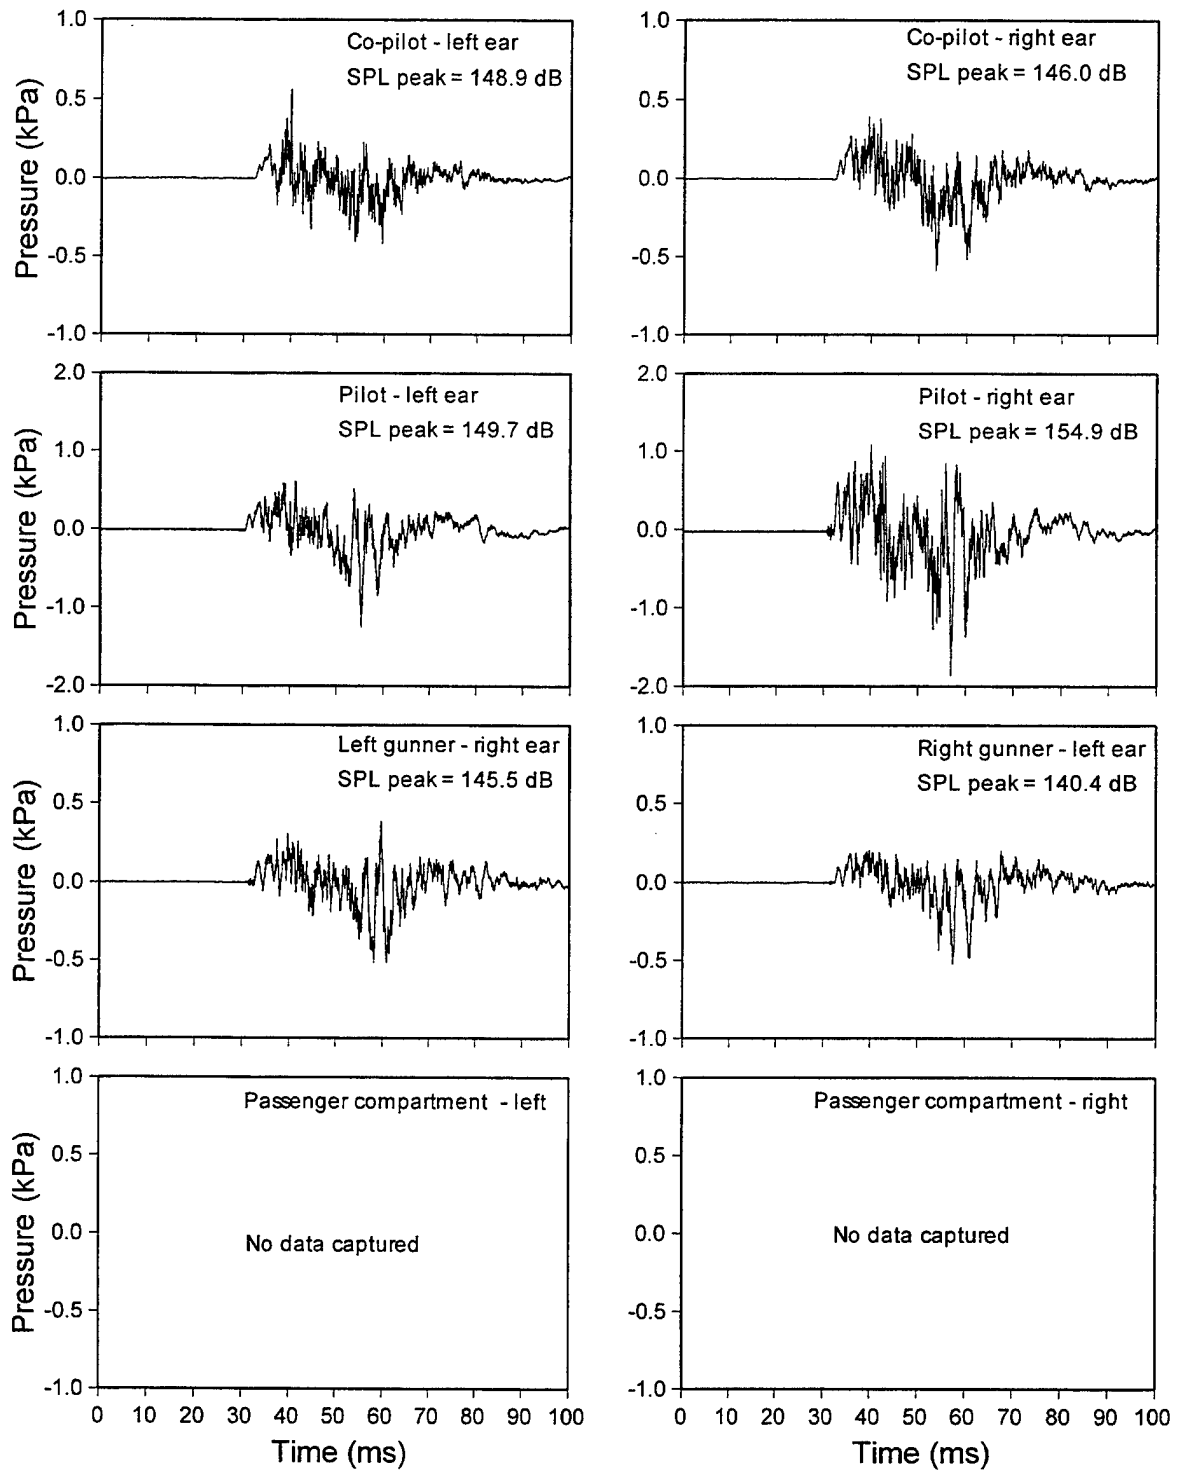 Co-pilot - left ear
SPL peak = 148.9 dB
Pressure (kPa)
1.0
0.5
0.0
-0.5
-1.0
Co-pilot - right ear
SPL peak = 146.0 dB
1.0
0.5
0.0
-0.5
-1.0
Pilot - left ear
SPL peak = 149.7 dB
Pressure (kPa)
2.0
1.0
0.0
-1.0
-2.0
Pilot - right ear
SPL peak = 154.9 dB
2.0
1.0
0.0
-1.0
-2.0
Left gunner - right ear
SPL peak = 145.5 dB
Pressure (kPa)
1.0
0.5
0.0
-0.5
-1.0
Right gunner - left ear
SPL peak = 140.4 dB
1.0
0.5
0.0
-0.5
-1.0
Passenger compartment - left
No data captured
Pressure (kPa)
1.0
0.5
0.0
-0.5
-1.0
0 10 20 30 40 50 60 70 80 90 100
Time (ms)
Passenger compartment - right
No data captured
1.0
0.5
0.0
-0.5
-1.0
0 10 20 30 40 50 60 70 80 90 100
Time (ms)